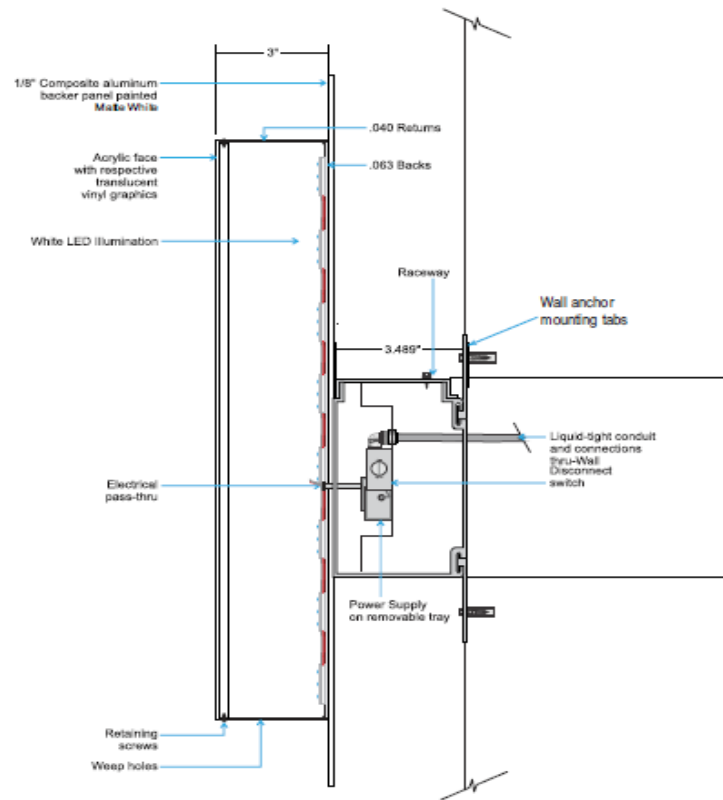 3"
1/8" Composite aluminum
backer panel painted
Matte White
.040 Returns
Acrylic face
with respective
translucent
vinyl graphics
.063 Backs
White LED Illumination
Raceway
Wall anchor
mounting tabs
3.489"
Liquid-tight conduit
and connections
thru-Wall
Disconnect
switch
Electrical
pass-thru
Power Supply
on removable tray
Retaining
screws
Weep holes